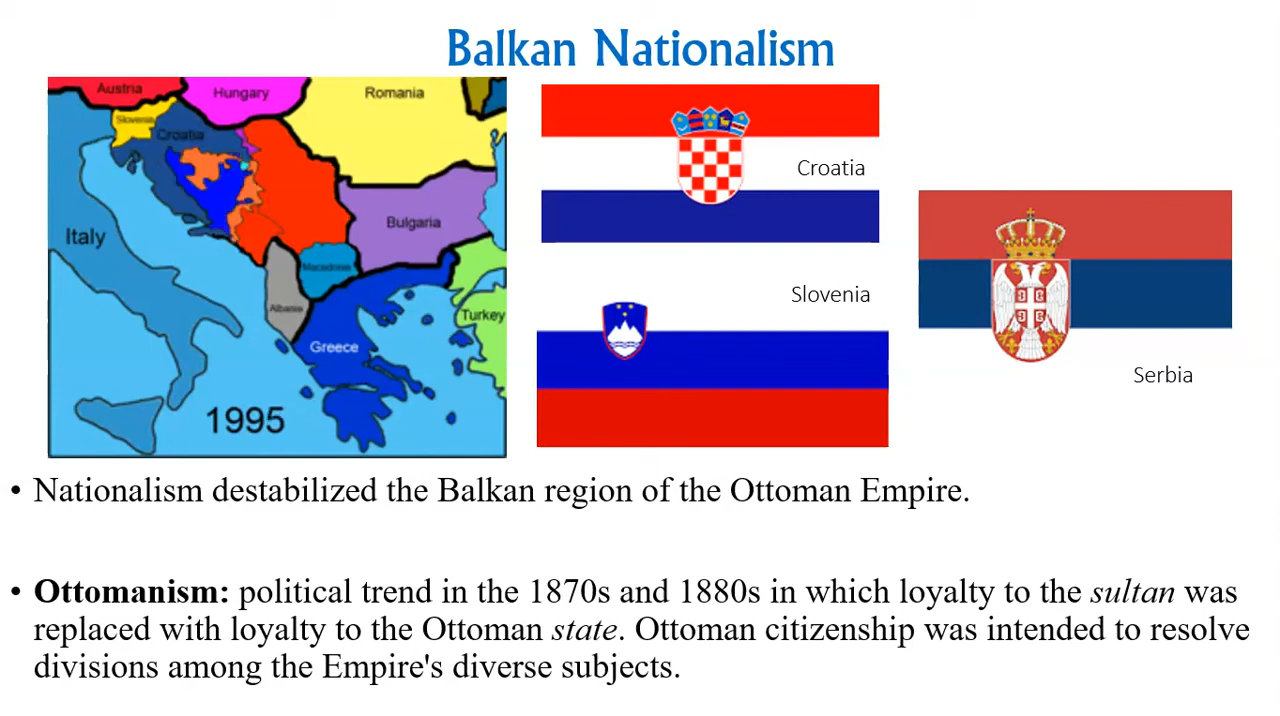 Balkan Nationalism
Austria
Hungary
Romania
Slovenia
Croatia
Italy
Bulgaria
Macedonia
Albania
Turkey
Greece
1995
Croatia
Slovenia
Serbia
• Nationalism destabilized the Balkan region of the Ottoman Empire.
• Ottomanism: political trend in the 1870s and 1880s in which loyalty to the sultan was
replaced with loyalty to the Ottoman state. Ottoman citizenship was intended to resolve
divisions among the Empire's diverse subjects.